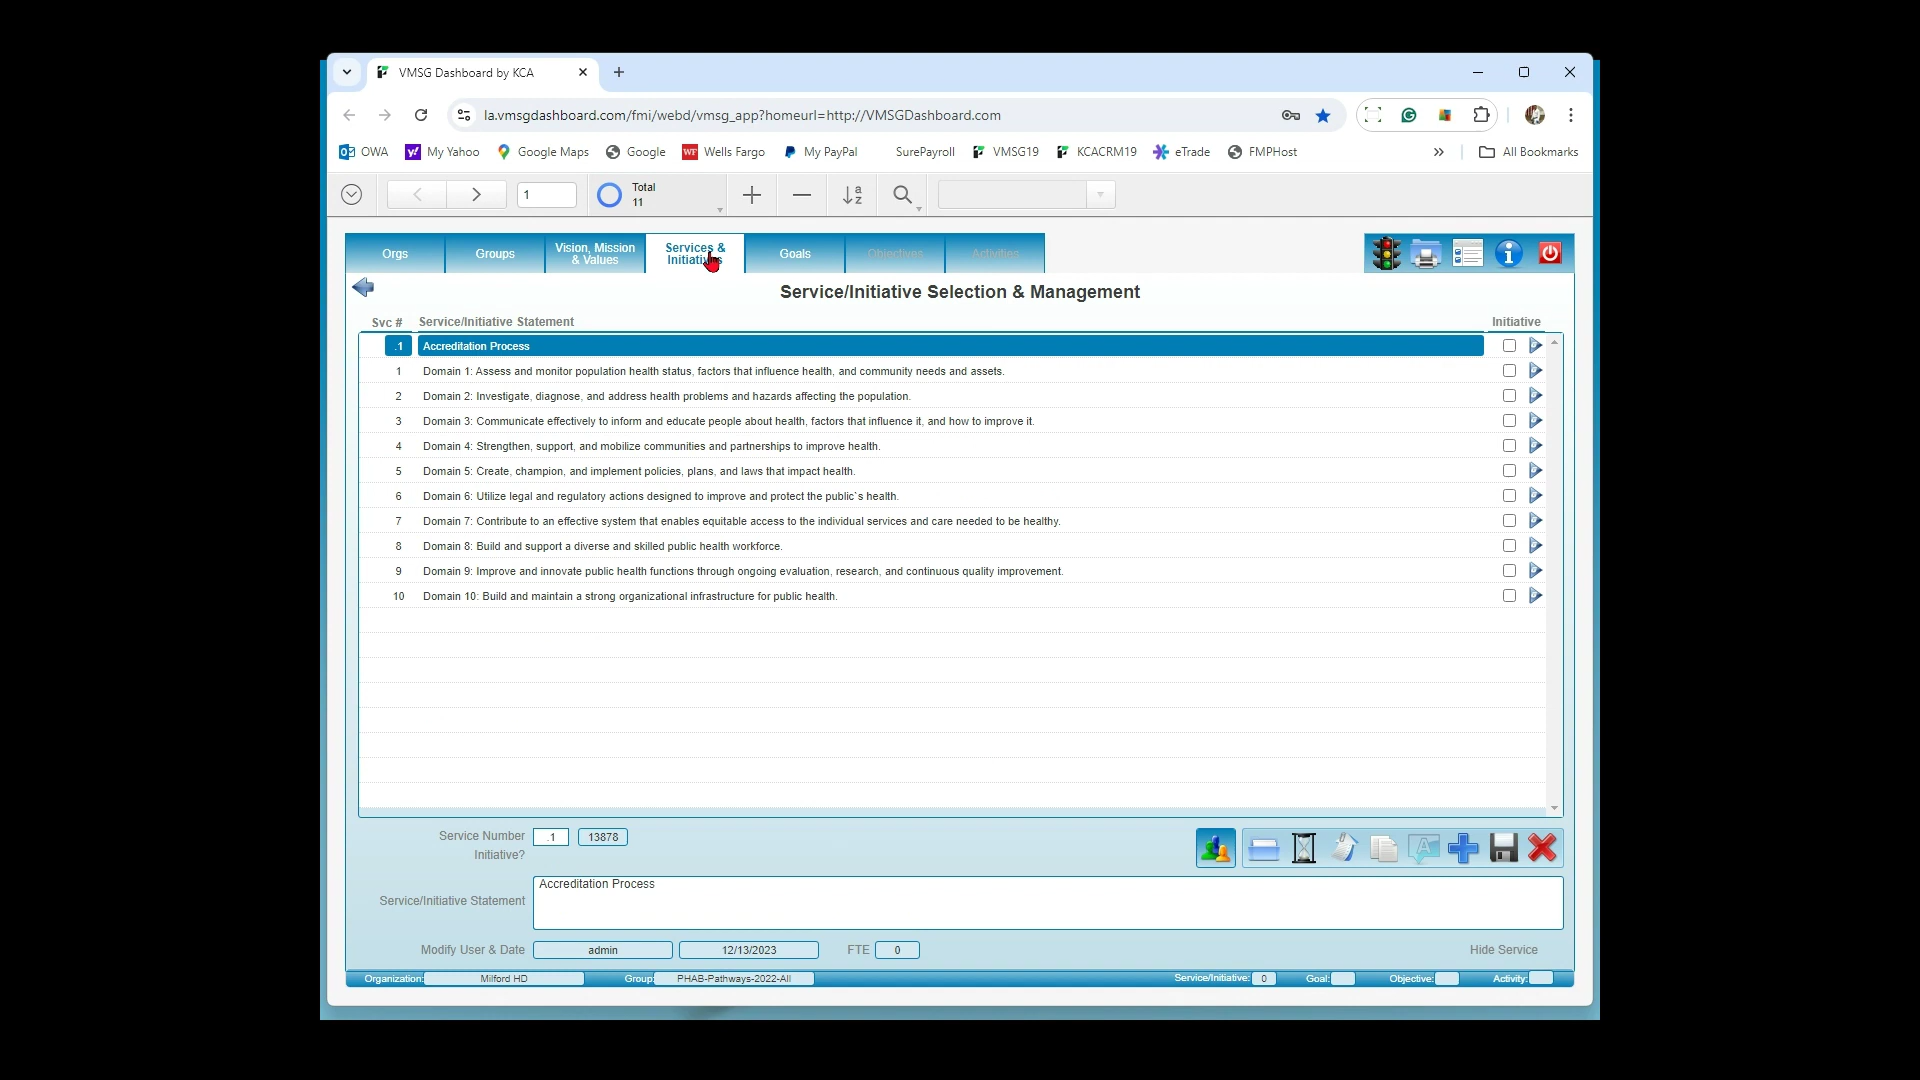 VMSG Dashboard by KCA
la.vmsgdashboard.com/fmi/webd/vmsg_app?homeurl=http://VMSGDashboard.com
OWA My Yahoo Google Maps Google Wells Fargo My PayPal SurePayroll VMSG19 KCACRM19 eTrade FMPHost » All Bookmarks
1 Total
11
Orgs Groups Vision, Mission & Values Services & Initiatives Goals Objectives Activities
Service/Initiative Selection & Management
Svc # Service/Initiative Statement Initiative
.1 Accreditation Process
1 Domain 1: Assess and monitor population health status, factors that influence health, and community needs and assets.
2 Domain 2: Investigate, diagnose, and address health problems and hazards affecting the population.
3 Domain 3: Communicate effectively to inform and educate people about health, factors that influence it, and how to improve it.
4 Domain 4: Strengthen, support, and mobilize communities and partnerships to improve health.
5 Domain 5: Create, champion, and implement policies, plans, and laws that impact health.
6 Domain 6: Utilize legal and regulatory actions designed to improve and protect the public`s health.
7 Domain 7: Contribute to an effective system that enables equitable access to the individual services and care needed to be healthy.
8 Domain 8: Build and support a diverse and skilled public health workforce.
9 Domain 9: Improve and innovate public health functions through ongoing evaluation, research, and continuous quality improvement.
10 Domain 10: Build and maintain a strong organizational infrastructure for public health.
Service Number .1 13878
Initiative?
Service/Initiative Statement Accreditation Process
Modify User & Date admin 12/13/2023 FTE 0 Hide Service
Organization: Milford HD Group: PHAB-Pathways-2022-All Service/Initiative: 0 Goal: Objective: Activity: